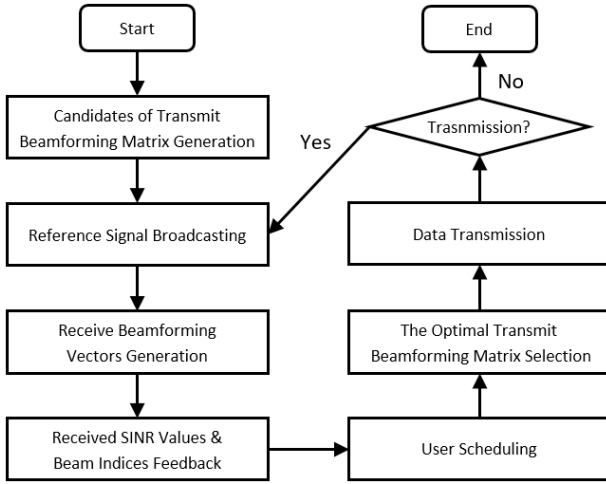 Start
Candidates of Transmit
Beamforming Matrix Generation
Reference Signal Broadcasting
Receive Beamforming
Vectors Generation
Received SINR Values &
Beam Indices Feedback
User Scheduling
The Optimal Transmit
Beamforming Matrix Selection
Data Transmission
Trasnmission?
Yes
No
End